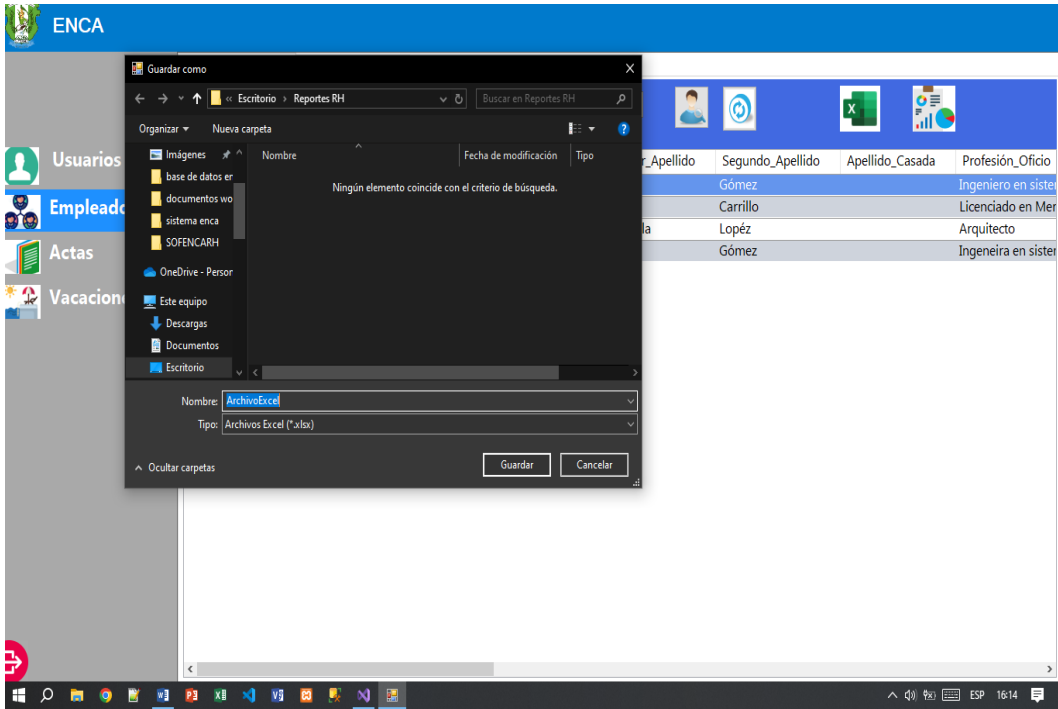 ENCA
Guardar como
« Escritorio › Reportes RH
Buscar en Reportes RH
Organizar
Nueva carpeta
Imágenes
base de datos er
documentos wo
sistema enca
SOFENCARH
OneDrive - Person
Este equipo
Descargas
Documentos
Escritorio
Nombre
Fecha de modificación
Tipo
Ningún elemento coincide con el criterio de búsqueda.
Nombre: ArchivoExcel
Tipo: Archivos Excel (*.xlsx)
Ocultar carpetas
Guardar
Cancelar
Usuarios
Empleado
Actas
Vacacione
r_Apellido Segundo_Apellido Apellido_Casada Profesión_Oficio
Gómez Ingeniero en sister
Carrillo Licenciado en Mer
la Lopéz Arquitecto
Gómez Ingeneira en sister
ESP 16:14